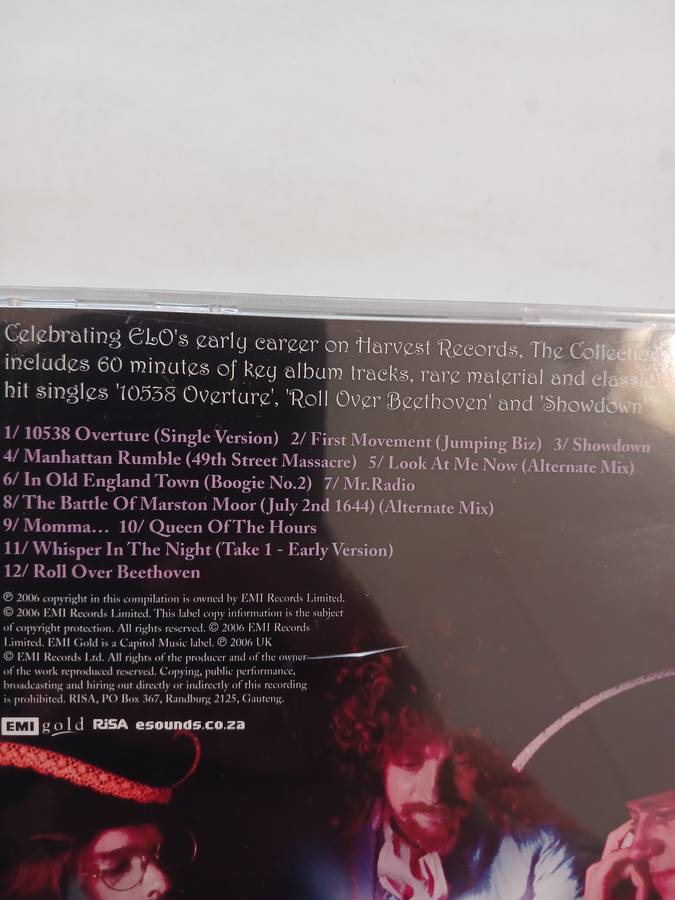 Celebrating ELO's early career on Harvest Records, The Collection
includes 60 minutes of key album tracks, rare material and classic
hit singles '10538 Overture', 'Roll Over Beethoven' and 'Showdown'
1/ 10538 Overture (Single Version) 2/ First Movement (Jumping Biz) 3/ Showdown
4/ Manhattan Rumble (49th Street Massacre) 5/ Look At Me Now (Alternate Mix)
6/ In Old England Town (Boogie No.2) 7/ Mr.Radio
8/ The Battle Of Marston Moor (July 2nd 1644) (Alternate Mix)
9/ Momma... 10/ Queen Of The Hours
11/ Whisper In The Night (Take 1 - Early Version)
12/ Roll Over Beethoven
℗ 2006 copyright in this compilation is owned by EMI Records Limited.
© 2006 EMI Records Limited. This label copy information is the subject
of copyright protection. All rights reserved. © 2006 EMI Records
Limited. EMI Gold is a Capitol Music label. ℗ 2006 UK
© EMI Records Ltd. All rights of the producer and of the owner
of the work reproduced reserved. Copying, public performance,
broadcasting and hiring out directly or indirectly of this recording
is prohibited. RISA, PO Box 367, Randburg 2125, Gauteng.
EMI gold RiSA esounds.co.za